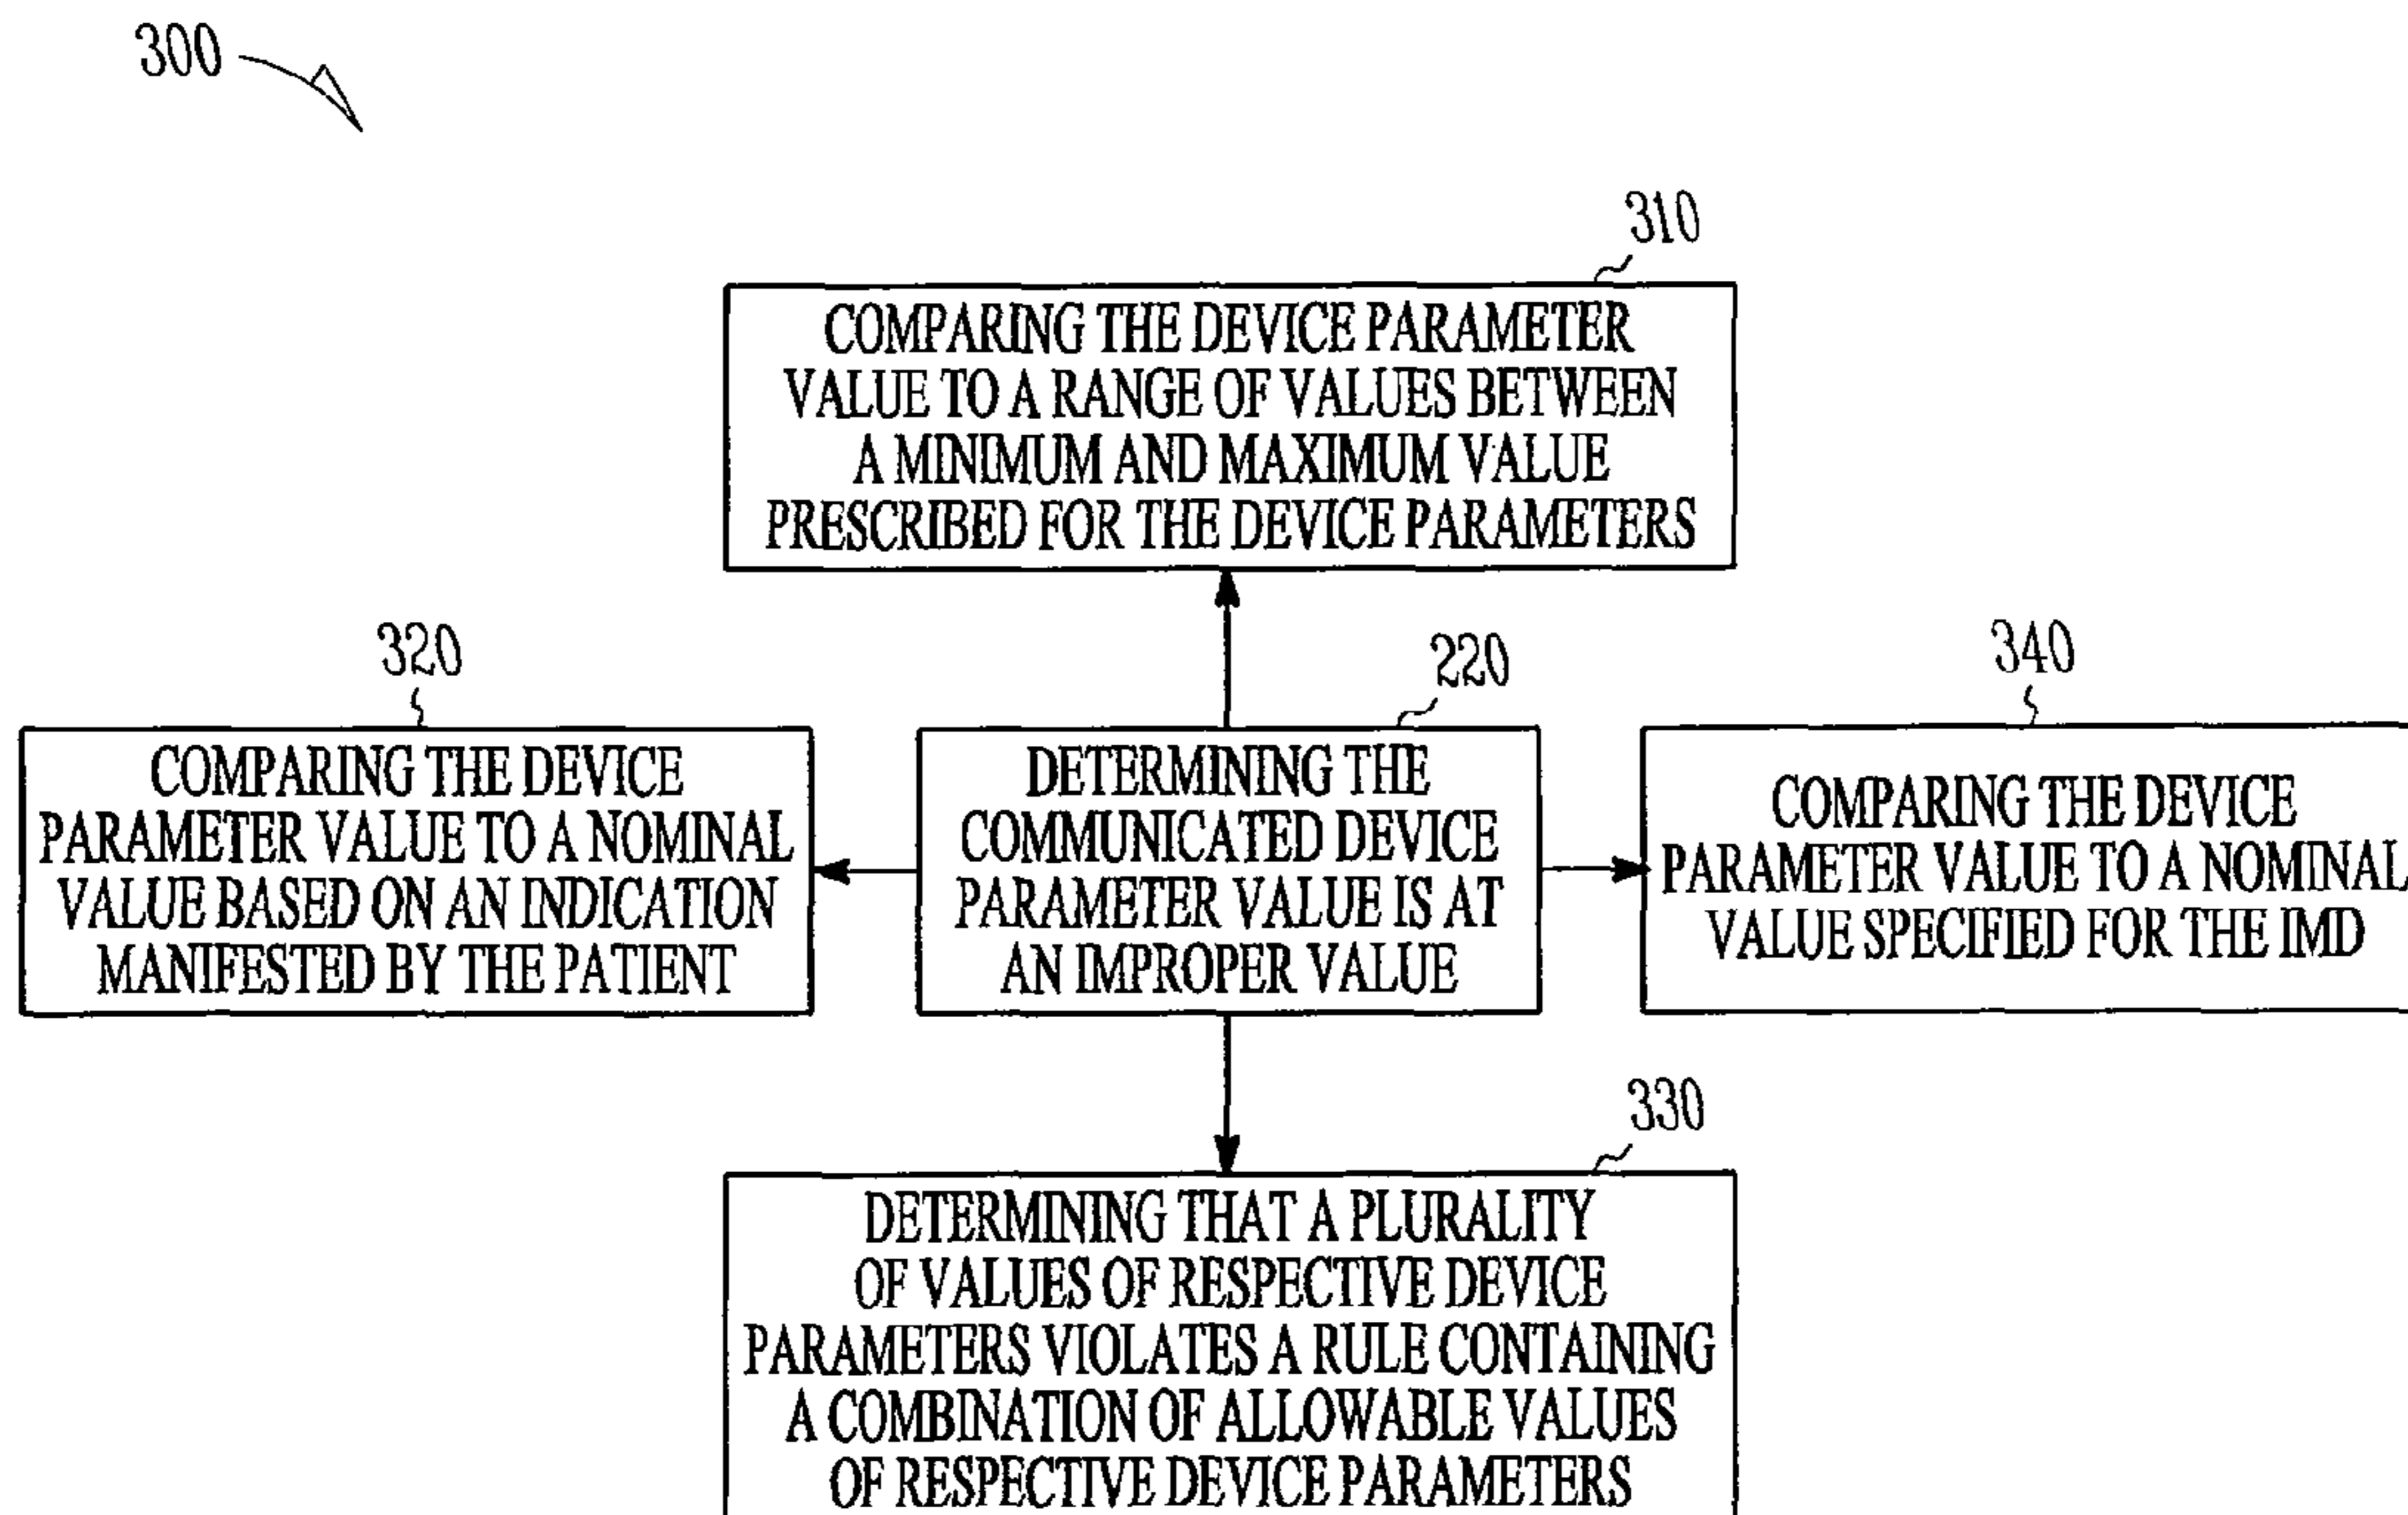 300
310
COMPARING THE DEVICE PARAMETER
VALUE TO A RANGE OF VALUES BETWEEN
A MINIMUM AND MAXIMUM VALUE
PRESCRIBED FOR THE DEVICE PARAMETERS
320
COMPARING THE DEVICE
PARAMETER VALUE TO A NOMINAL
VALUE BASED ON AN INDICATION
MANIFESTED BY THE PATIENT
220
DETERMINING THE
COMMUNICATED DEVICE
PARAMETER VALUE IS AT
AN IMPROPER VALUE
340
COMPARING THE DEVICE
PARAMETER VALUE TO A NOMINAL
VALUE SPECIFIED FOR THE IMD
330
DETERMINING THAT A PLURALITY
OF VALUES OF RESPECTIVE DEVICE
PARAMETERS VIOLATES A RULE CONTAINING
A COMBINATION OF ALLOWABLE VALUES
OF RESPECTIVE DEVICE PARAMETERS